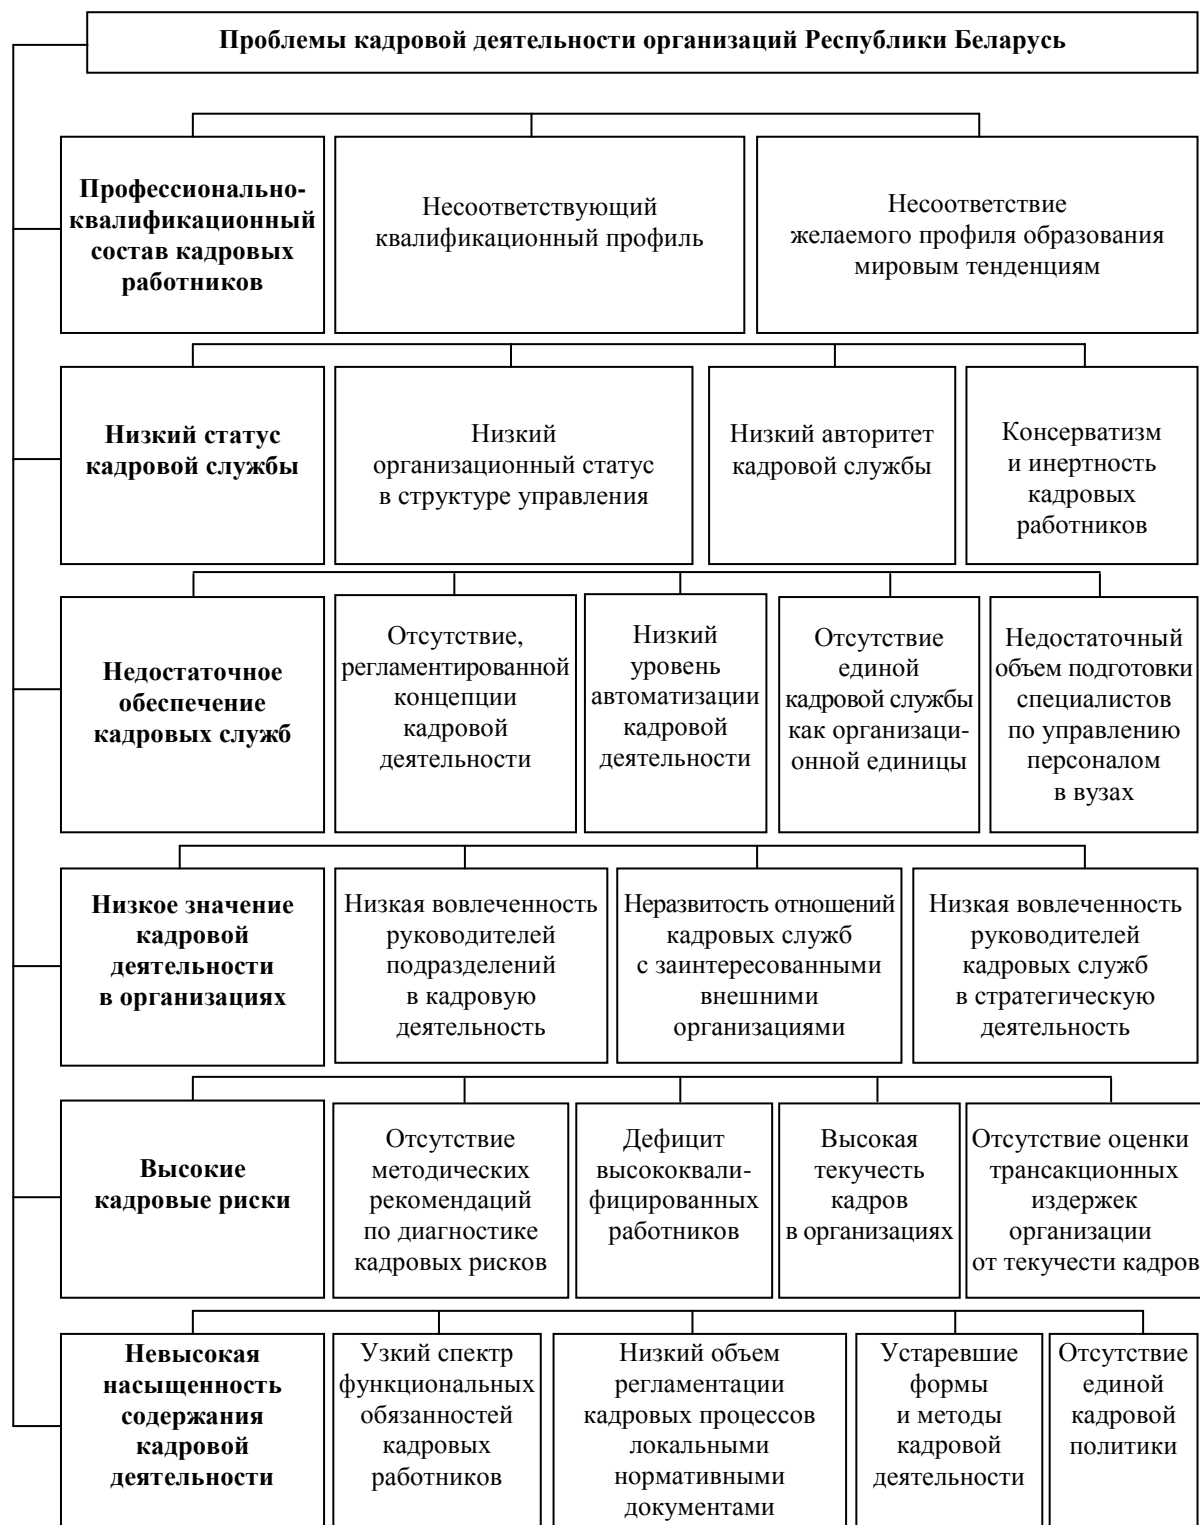 Проблемы кадровой деятельности организаций Республики Беларусь
Профессионально-
квалификационный
состав кадровых
работников
Несоответствующий
квалификационный профиль
Несоответствие
желаемого профиля образования
мировым тенденциям
Низкий статус
кадровой службы
Низкий
организационный статус
в структуре управления
Низкий авторитет
кадровой службы
Консерватизм
и инертность
кадровых
работников
Недостаточное
обеспечение
кадровых служб
Отсутствие,
регламентированной
концепции
кадровой
деятельности
Низкий
уровень
автоматизации
кадровой
деятельности
Отсутствие
единой
кадровой службы
как организаци-
онной единицы
Недостаточный
объем подготовки
специалистов
по управлению
персоналом
в вузах
Низкое значение
кадровой
деятельности
в организациях
Низкая вовлеченность
руководителей
подразделений
в кадровую
деятельность
Неразвитость отношений
кадровых служб
с заинтересованными
внешними
организациями
Низкая вовлеченность
руководителей
кадровых служб
в стратегическую
деятельность
Высокие
кадровые риски
Отсутствие
методических
рекомендаций
по диагностике
кадровых рисков
Дефицит
высококвали-
фицированных
работников
Высокая
текучесть
кадров
в организациях
Отсутствие оценки
трансакционных
издержек
организации
от текучести кадров
Невысокая
насыщенность
содержания
кадровой
деятельности
Узкий спектр
функциональных
обязанностей
кадровых
работников
Низкий объем
регламентации
кадровых процессов
локальными
нормативными
документами
Устаревшие
формы
и методы
кадровой
деятельности
Отсутствие
единой
кадровой
политики